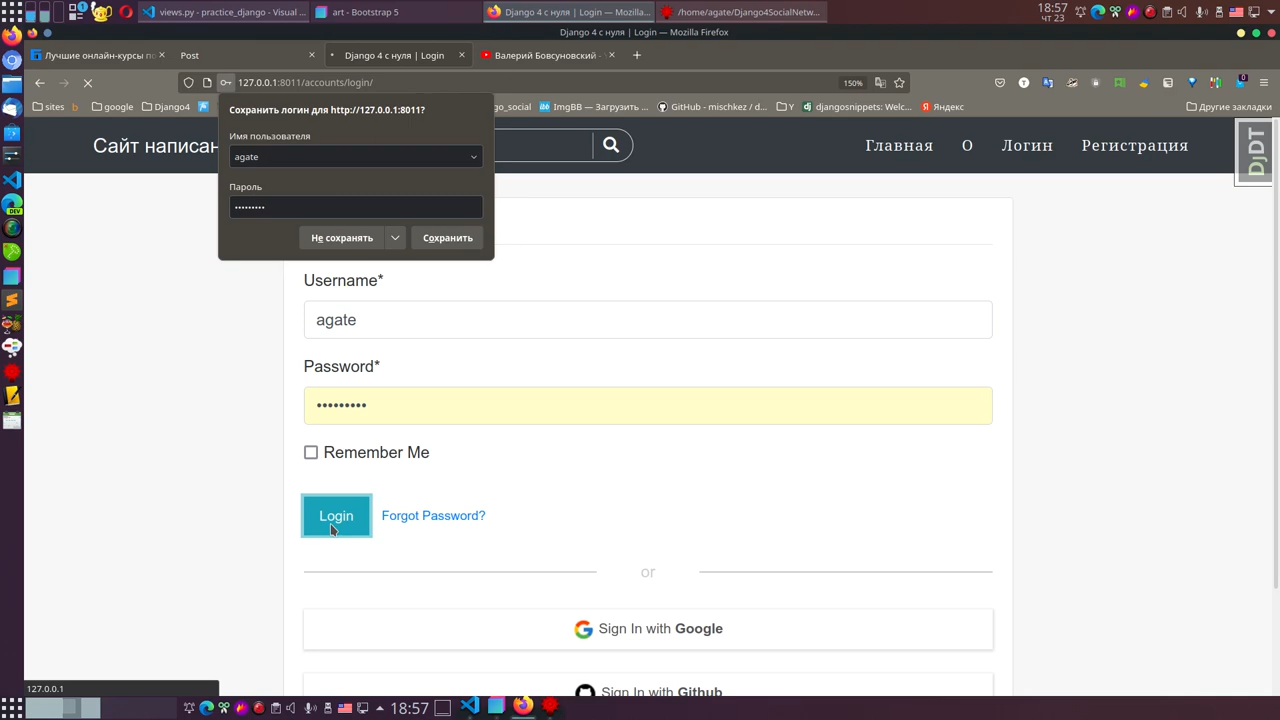 views.py - practice_django - Visual ...
art - Bootstrap 5
Django 4 с нуля | Login — Mozilla...
/home/agate/Django4SocialNetw...
18:57
ЧТ 23
Django 4 с нуля | Login — Mozilla Firefox
Лучшие онлайн-курсы по
Post
Django 4 с нуля | Login
Валерий Бовсуновский -
127.0.0.1:8011/accounts/login/
150%
sites
google
Django4
go_social
ImgBB — Загрузить ...
GitHub - mischkez / d...
Y
djangosnippets: Welc...
Яндекс
Другие закладки
Сайт написан
Главная
О
Логин
Регистрация
DJDT
Сохранить логин для http://127.0.0.1:8011?
Имя пользователя
agate
Пароль
•••••••••
Не сохранять
Сохранить
Username*
agate
Password*
•••••••••
Remember Me
Login
Forgot Password?
or
Sign In with Google
Sign In with Github
127.0.0.1
18:57